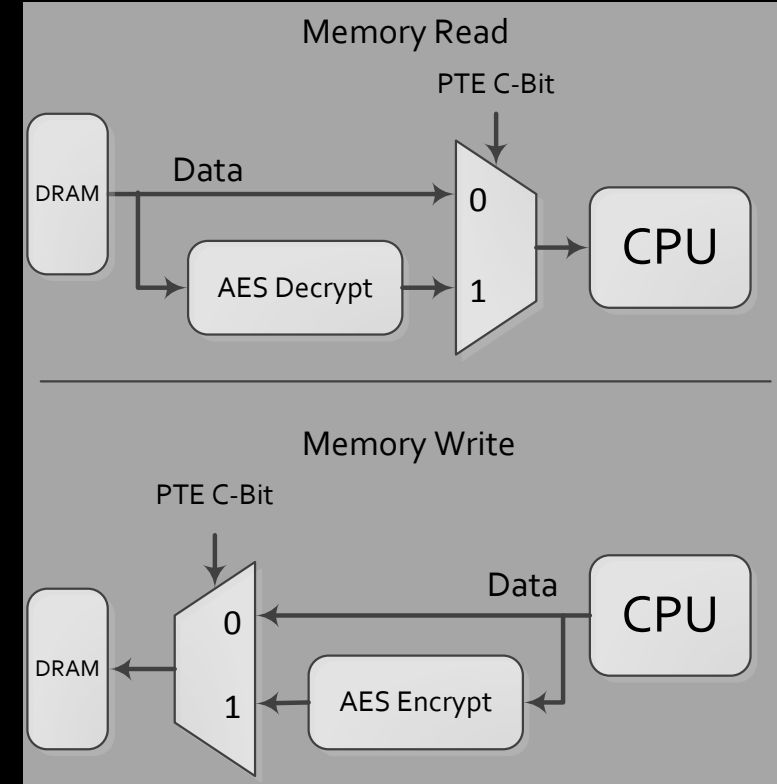 Memory Read
PTE C-Bit
Data
DRAM
0
CPU
AES Decrypt
1
Memory Write
PTE C-Bit
Data
0
CPU
DRAM
AES Encrypt
1